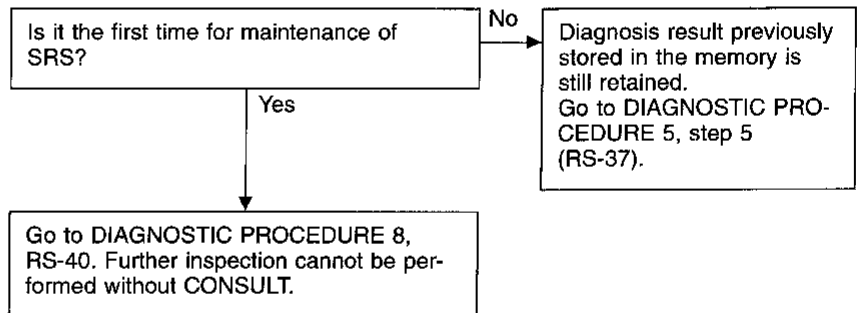 Is it the first time for maintenance of
SRS?
No
Diagnosis result previously
stored in the memory is
still retained.
Go to DIAGNOSTIC PRO-
CEDURE 5, step 5
(RS-37).
Yes
Go to DIAGNOSTIC PROCEDURE 8,
RS-40. Further inspection cannot be per-
formed without CONSULT.